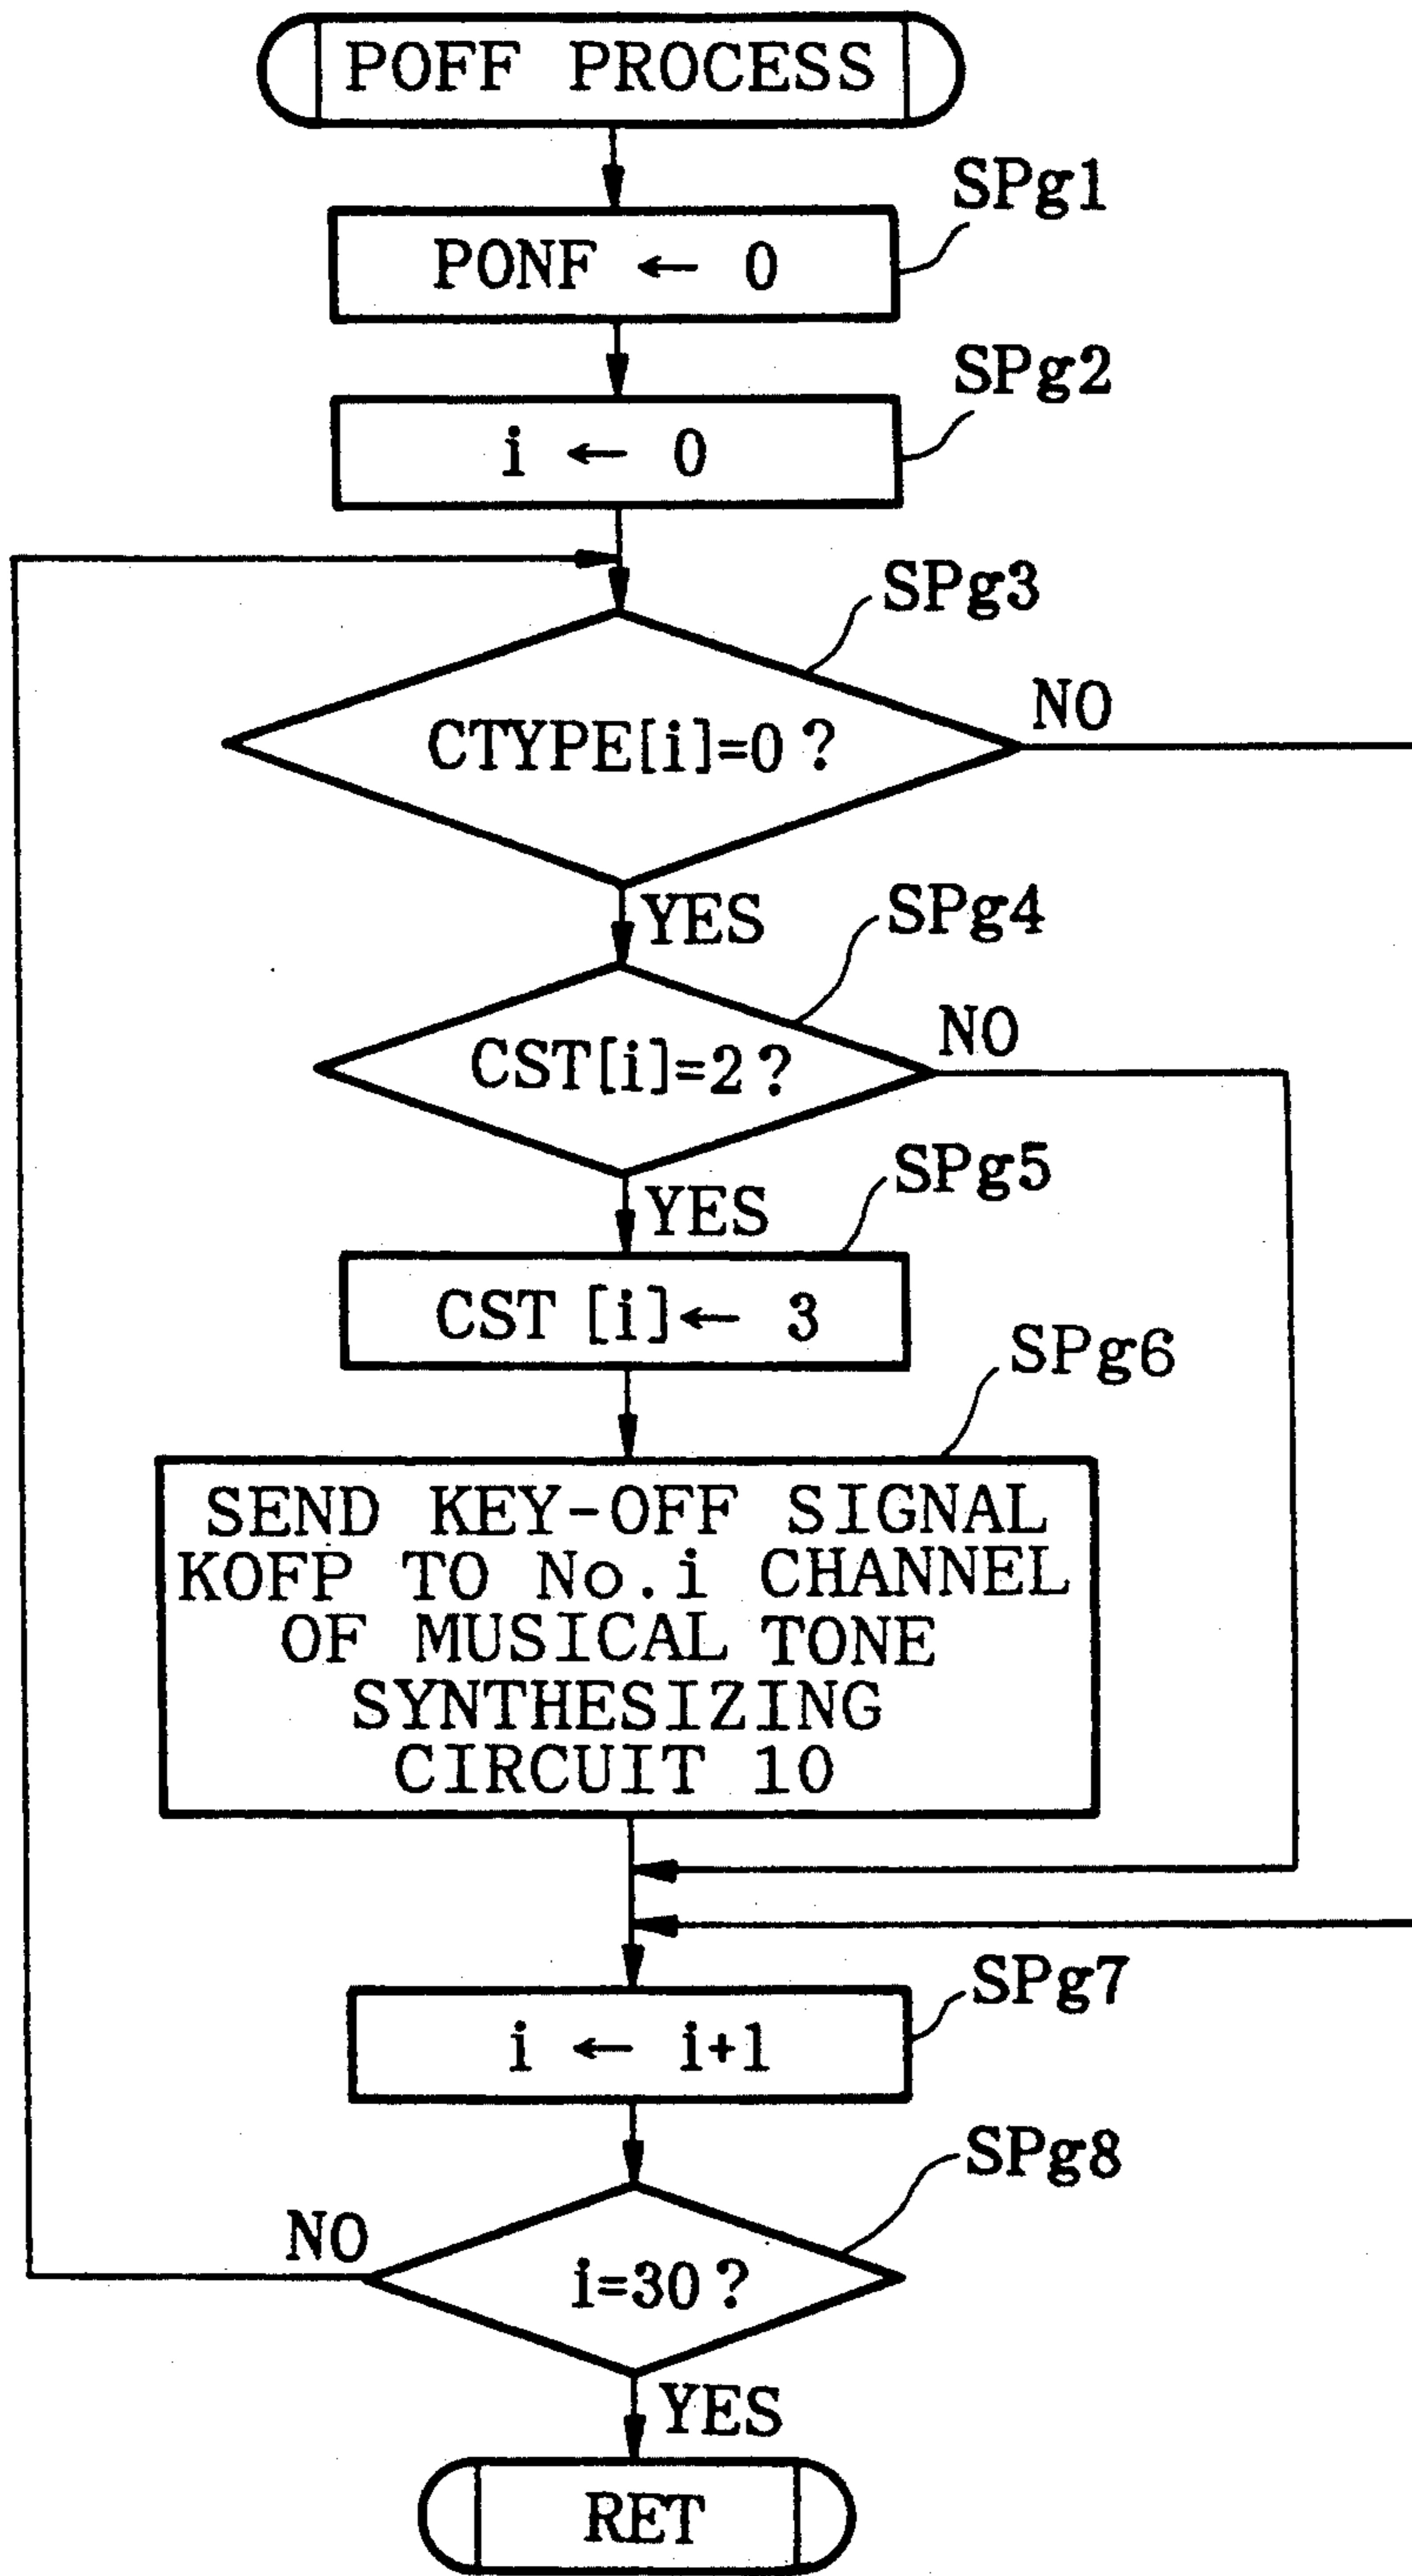 POFF PROCESS
SPg1
PONF ← 0
SPg2
i ← 0
SPg3
CTYPE[i]=0?
NO
YES
SPg4
CST[i]=2?
NO
YES
SPg5
CST [i]← 3
SPg6
SEND KEY-OFF SIGNAL
KOFP TO No.i CHANNEL
OF MUSICAL TONE
SYNTHESIZING
CIRCUIT 10
SPg7
i ← i+1
SPg8
i=30?
NO
YES
RET